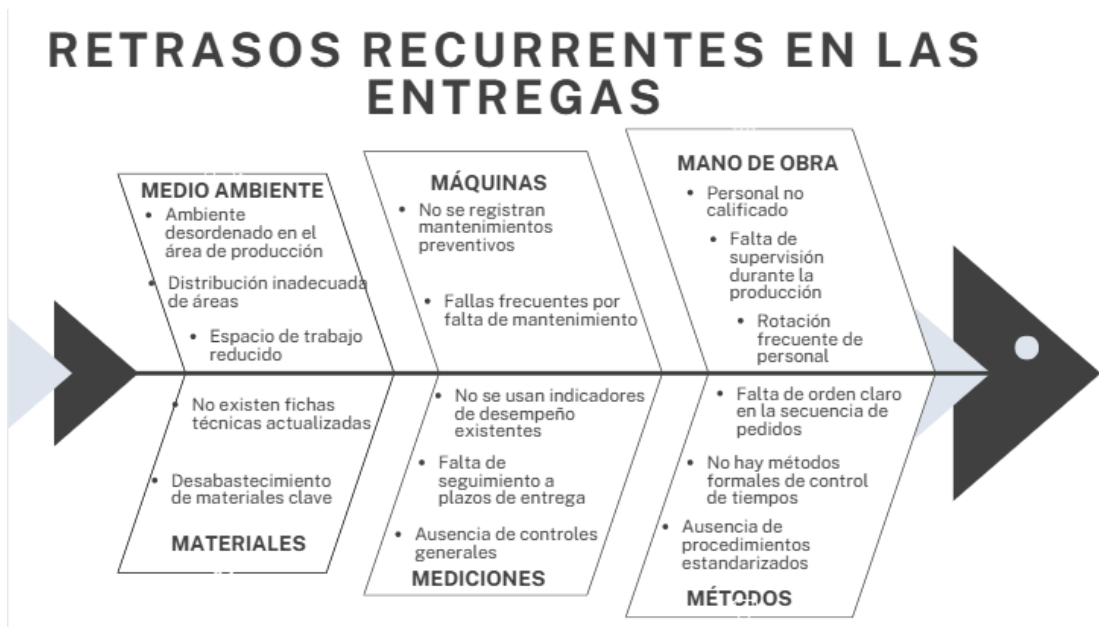 RETRASOS RECURRENTES EN LAS
ENTREGAS
MEDIO AMBIENTE
• Ambiente
desordenado en el
área de producción
• Distribución inadecuada
de áreas
• Espacio de trabajo
reducido
MÁQUINAS
• No se registran
mantenimientos
preventivos
• Fallas frecuentes por
falta de mantenimiento
MANO DE OBRA
• Personal no
calificado
• Falta de
supervisión
durante la
producción
• Rotación
frecuente de
personal
• No existen fichas
técnicas actualizadas
• Desabastecimiento
de materiales clave
MATERIALES
• No se usan indicadores
de desempeño
existentes
• Falta de
seguimiento a
plazos de entrega
• Ausencia de controles
generales
MEDICIONES
• Falta de orden claro
en la secuencia de
pedidos
• No hay métodos
formales de control
de tiempos
• Ausencia de
procedimientos
estandarizados
MÉTODOS